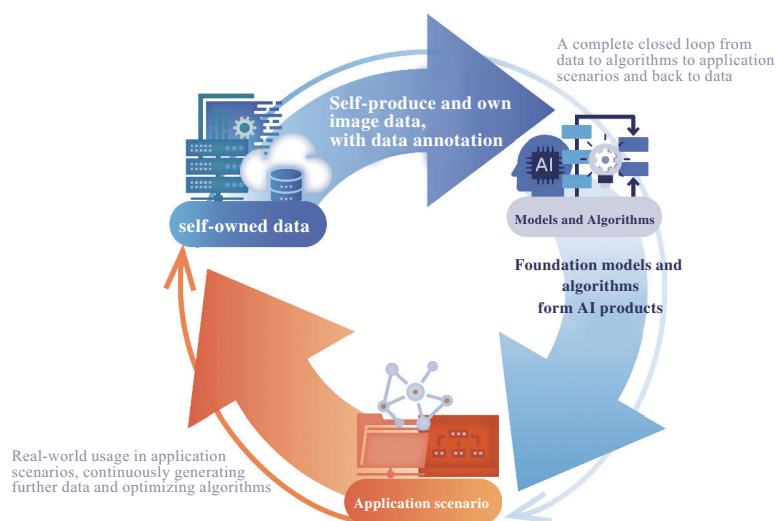 A complete closed loop from
data to algorithms to application
scenarios and back to data
Self-produce and own
image data,
with data annotation
AI
self-owned data
Models and Algorithms
Foundation models and
algorithms
form AI products
Real-world usage in application
scenarios, continuously generating
further data and optimizing algorithms
Application scenario